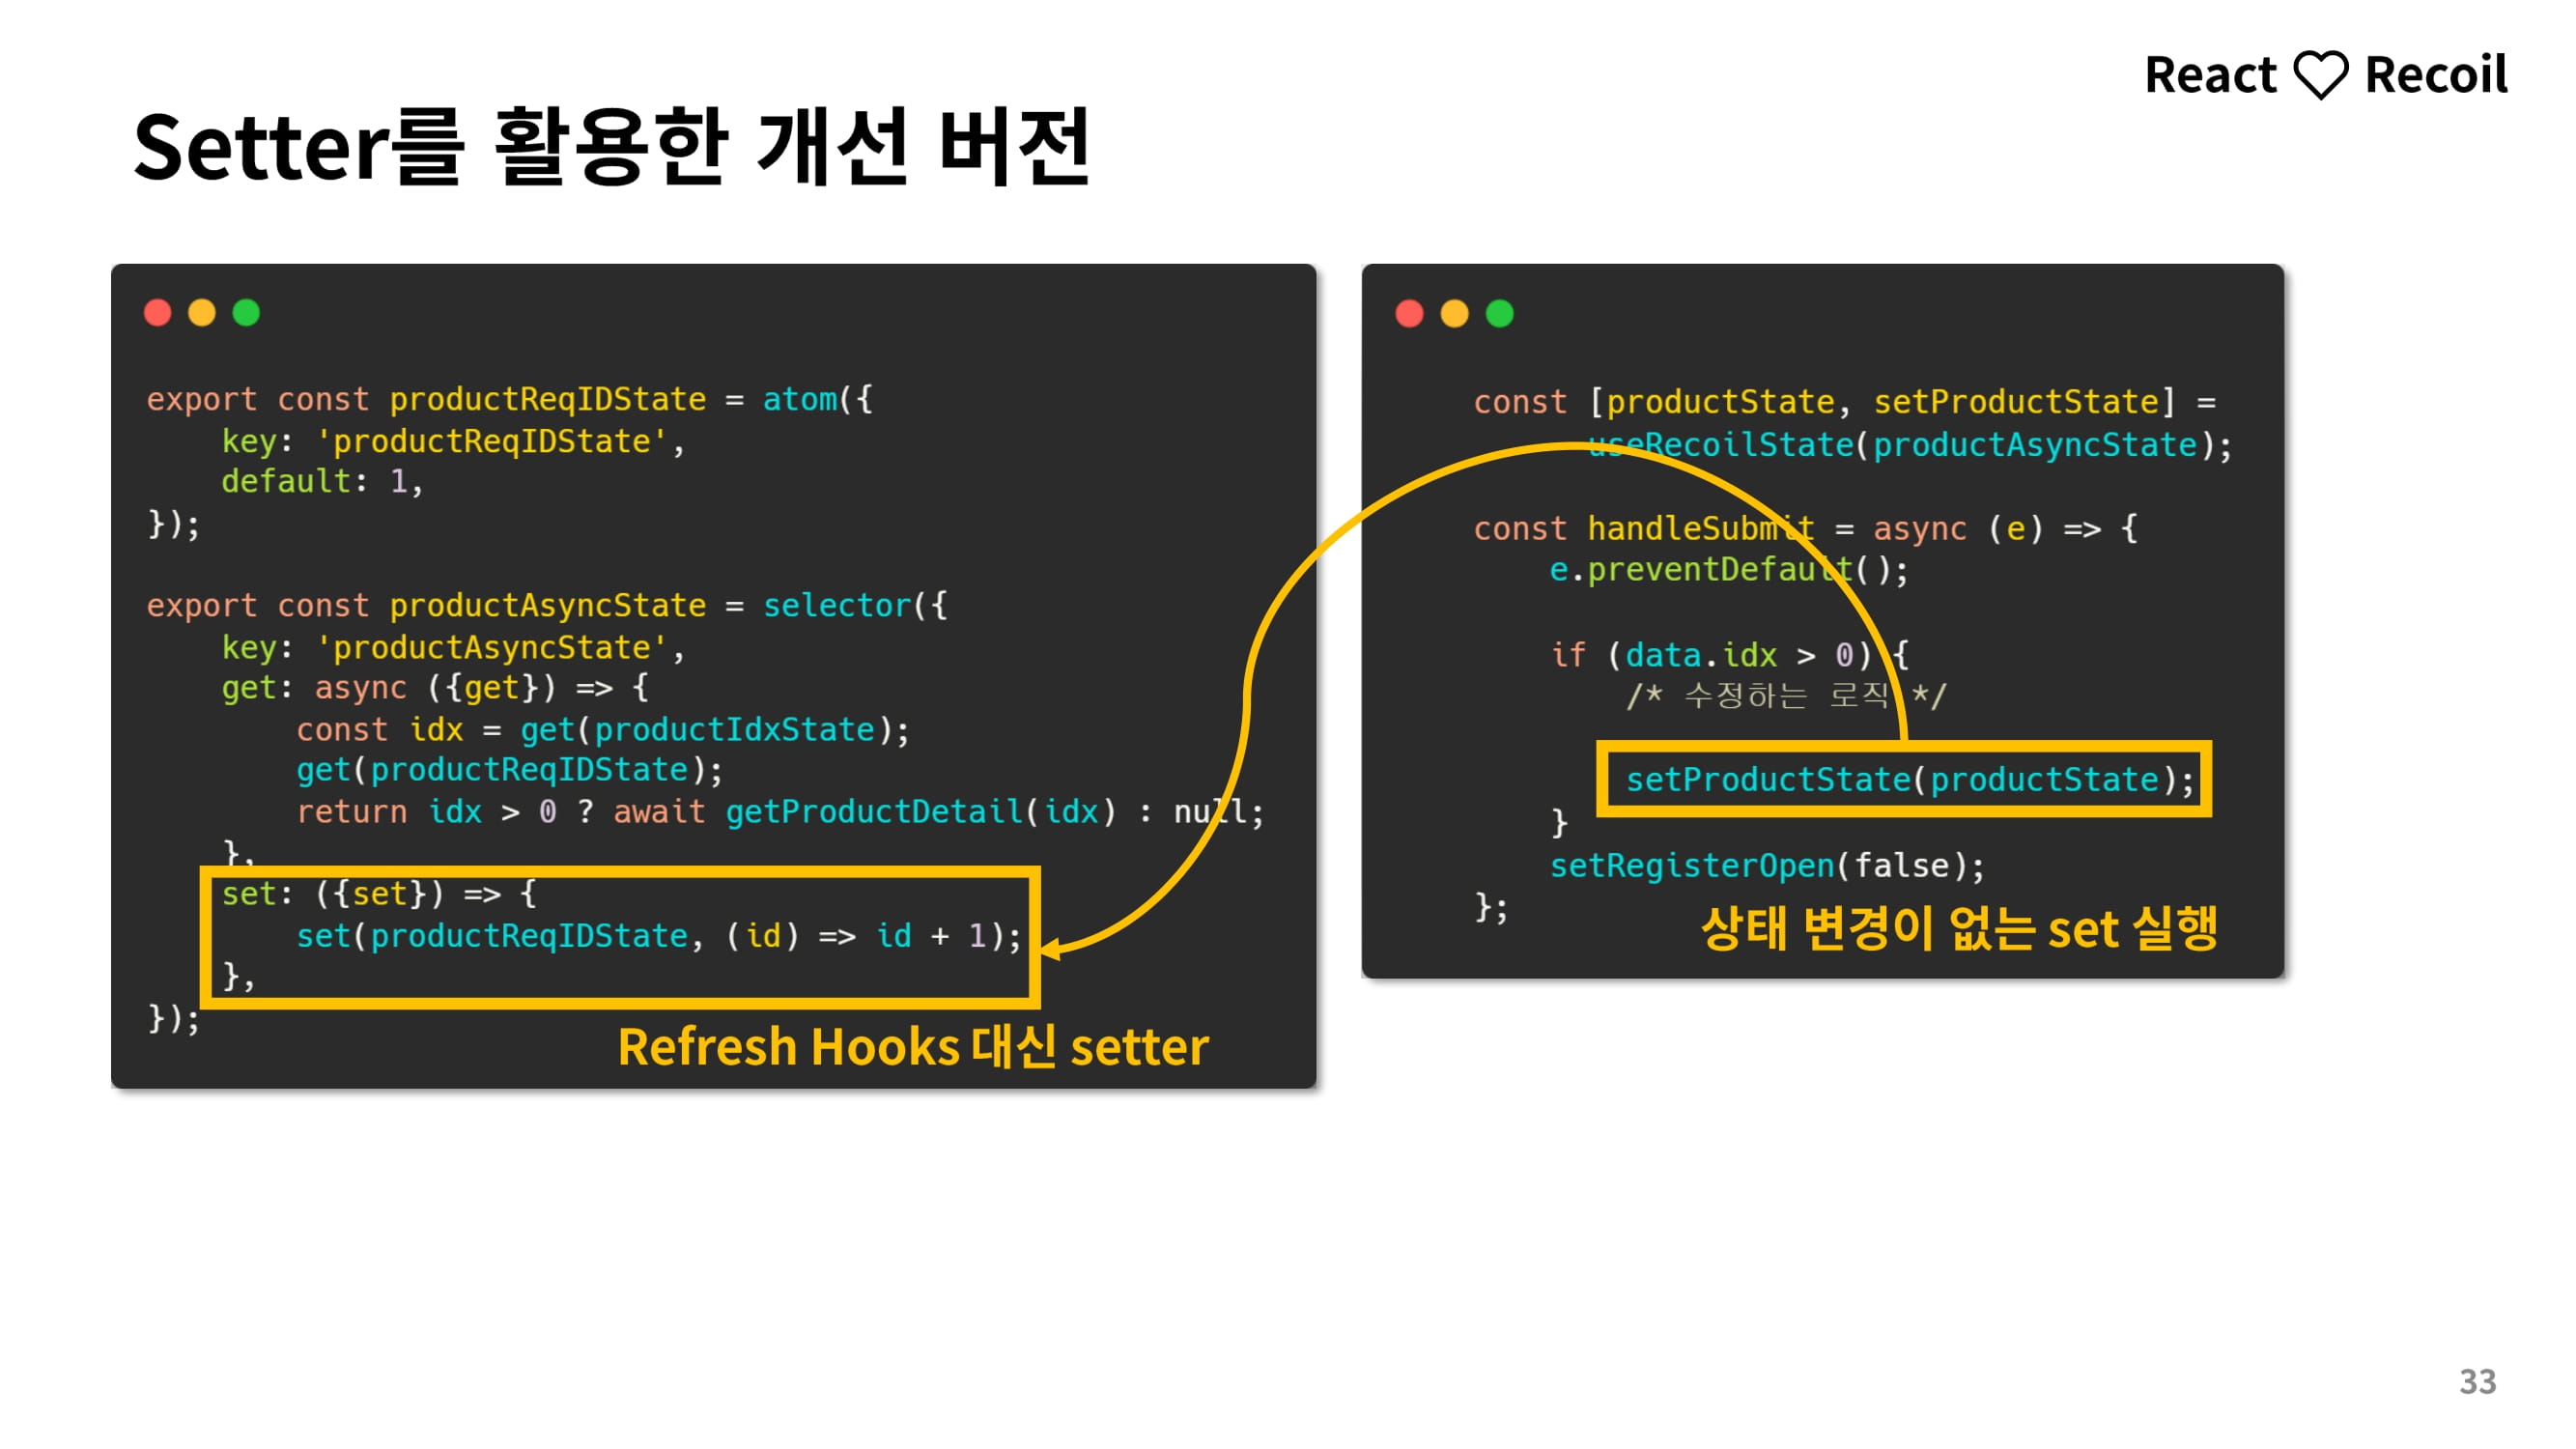 React ♡ Recoil
Setter를 활용한 개선 버전
export const productReqIDState = atom({
    key: 'productReqIDState',
    default: 1,
});
export const productAsyncState = selector({
    key: 'productAsyncState',
    get: async ({get}) => {
        const idx = get(productIdxState);
        get(productReqIDState);
        return idx > 0 ? await getProductDetail(idx) : null;
    },
    set: ({set}) => {
        set(productReqIDState, (id) => id + 1);
    },
});
Refresh Hooks 대신 setter
const [productState, setProductState] =
      useRecoilState(productAsyncState);
const handleSubmit = async (e) => {
    e.preventDefault();
    if (data.idx > 0) {
        /* 수정하는 로직 */
        setProductState(productState);
    }
    setRegisterOpen(false);
};
상태 변경이 없는 set 실행
33